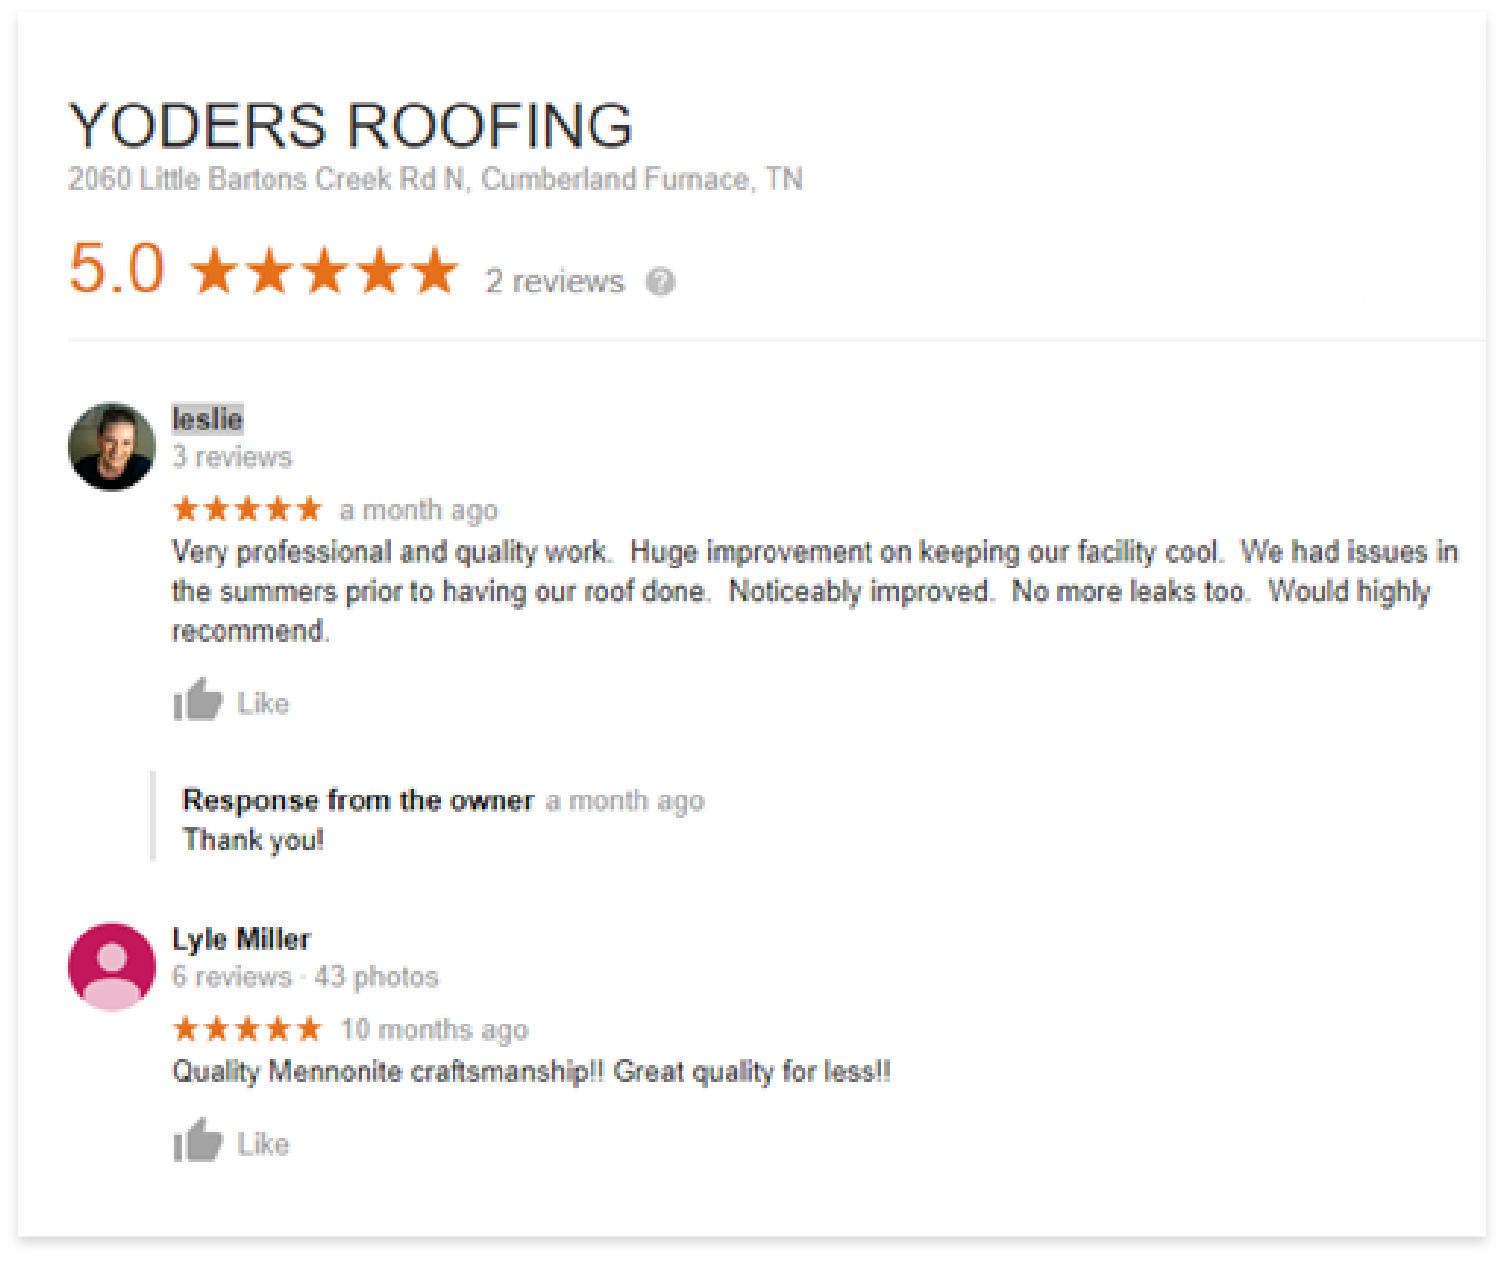 YODERS ROOFING
2060 Little Bartons Creek Rd N, Cumberland Furnace, TN
5.0 2 reviews ?
leslie
3 reviews
a month ago
Very professional and quality work.  Huge improvement on keeping our facility cool.  We had issues in
the summers prior to having our roof done.  Noticeably improved.  No more leaks too.  Would highly
recommend.
Like
Response from the owner a month ago
Thank you!
Lyle Miller
6 reviews · 43 photos
10 months ago
Quality Mennonite craftsmanship!! Great quality for less!!
Like